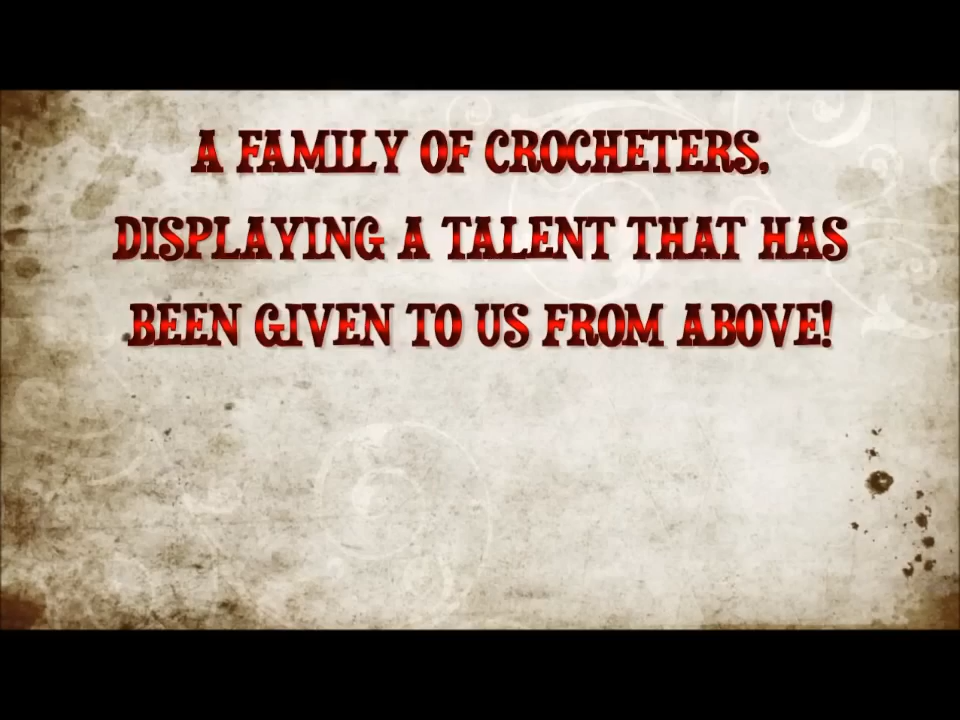 A FAMILY OF CROCHETERS,
DISPLAYING A TALENT THAT HAS
BEEN GIVEN TO US FROM ABOVE!